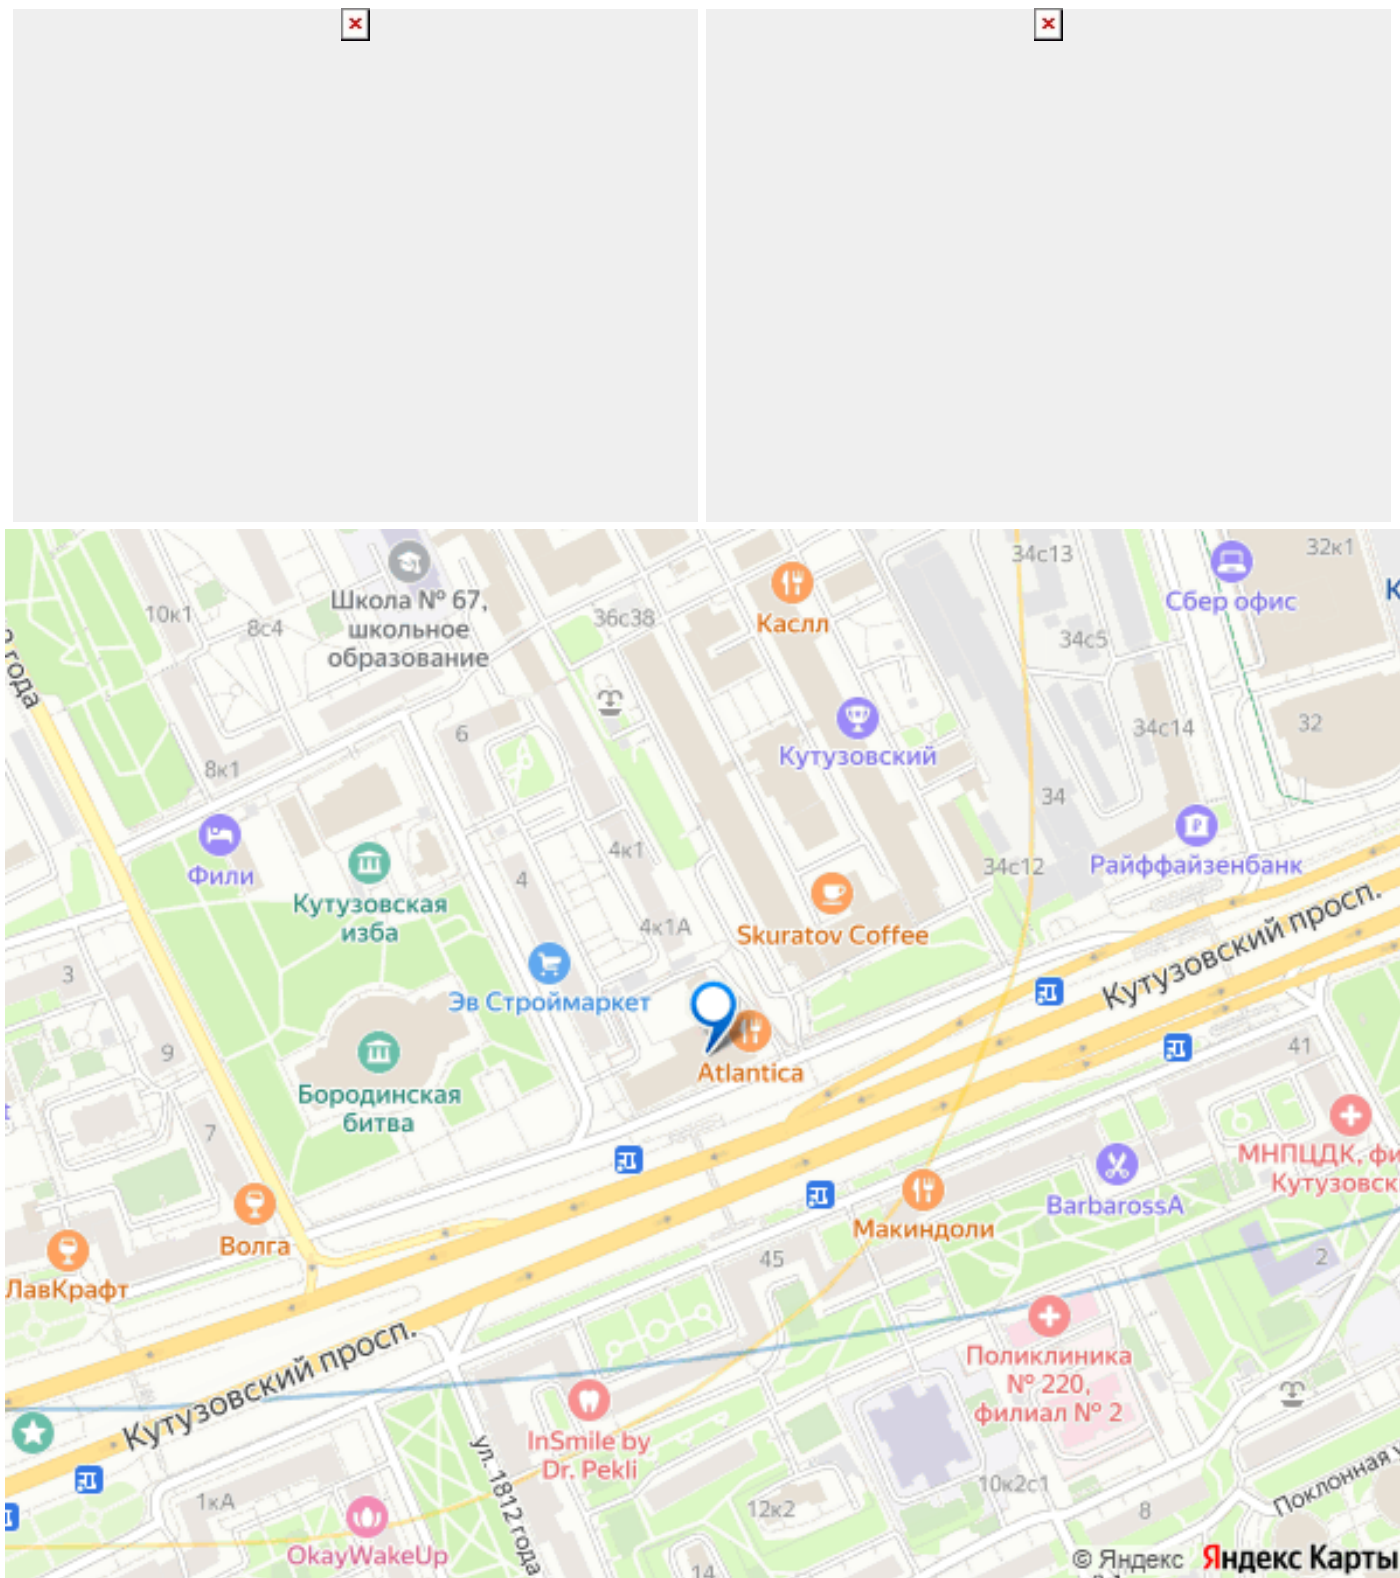 34с13
32к1
10к1
8с4
Школа № 67,
школьное
образование
36с38
Каслл
Сбер офис
34с5
года
6
Кутузовский
34с14
32
8к1
34
Фили
4к1
4
34с12
Райффайзенбанк
Кутузовская
изба
4к1А
Skuratov Coffee
Кутузовский просп.
3
Эв Строймаркет
9
Atlantica
41
Бородинская
битва
7
МНПЦДК, фи
Кутузовск
BarbarossA
Волга
Макиндоли
45
2
ЛавКрафт
Кутузовский просп.
Поликлиника
№ 220,
филиал № 2
InSmile by
Dr. Pekli
ул. 1812 года
1кА
12к2
10к2с1
8
Поклонная
OkayWakeUp
14
© Яндекс Яндекс Карты